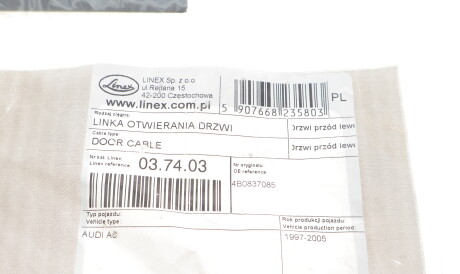 Linex
LINEX Sp. z o.o
ul.Rejtana 15
42-200 Częstochowa
www.linex.com.pl
5 907668 235803
PL
Rodzaj cięgna:
LINKA OTWIERANIA DRZWI
Drzwi przód lewe
Cable type
DOOR CABLE
Drzwi przód lewe
Nr kat. Linex:
Linex reference:
03.74.03
Nr oryginału:
OE reference:
4B0837085
Typ pojazdu:
Vehicle type:
AUDI A6
Rok produkcji pojazdu:
Vehicle production period:
1997-2005